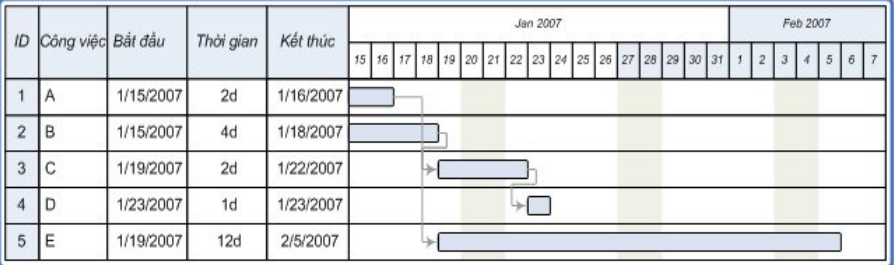 ID Công việc Bắt đầu Thời gian Kết thúc Jan 2007 Feb 2007
15 16 17 18 19 20 21 22 23 24 25 26 27 28 29 30 31 1 2 3 4 5 6 7
1 A 1/15/2007 2d 1/16/2007
2 B 1/15/2007 4d 1/18/2007
3 C 1/19/2007 2d 1/22/2007
4 D 1/23/2007 1d 1/23/2007
5 E 1/19/2007 12d 2/5/2007